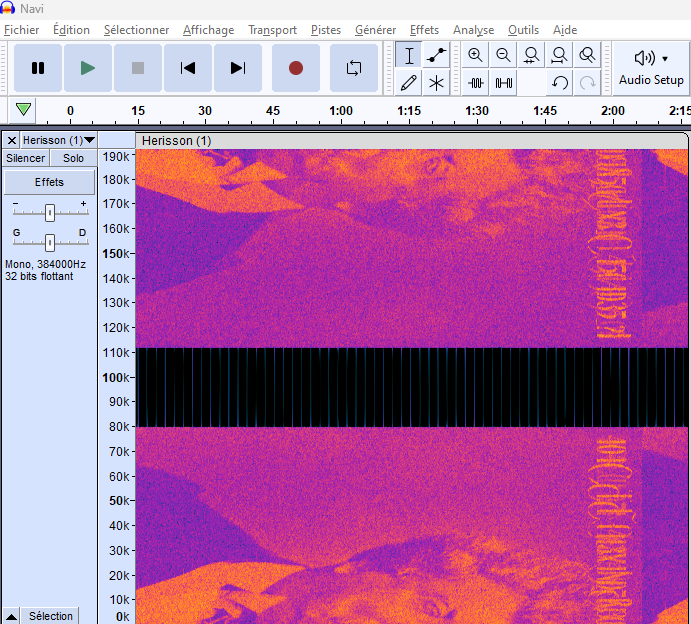 Navi
Fichier Édition Sélectionner Affichage Transport Pistes Générer Effets Analyse Outils Aide
Audio Setup
0 15 30 45 1:00 1:15 1:30 1:45 2:00 2:15
Herisson (1) Herisson (1)
Silencer Solo
Effets
- +
G D
Mono, 384000Hz
32 bits flottant
190k
180k
170k
160k
150k
140k
130k
120k
110k
100k
90k
80k
70k
60k
50k
40k
30k
20k
10k
0k
Sélection